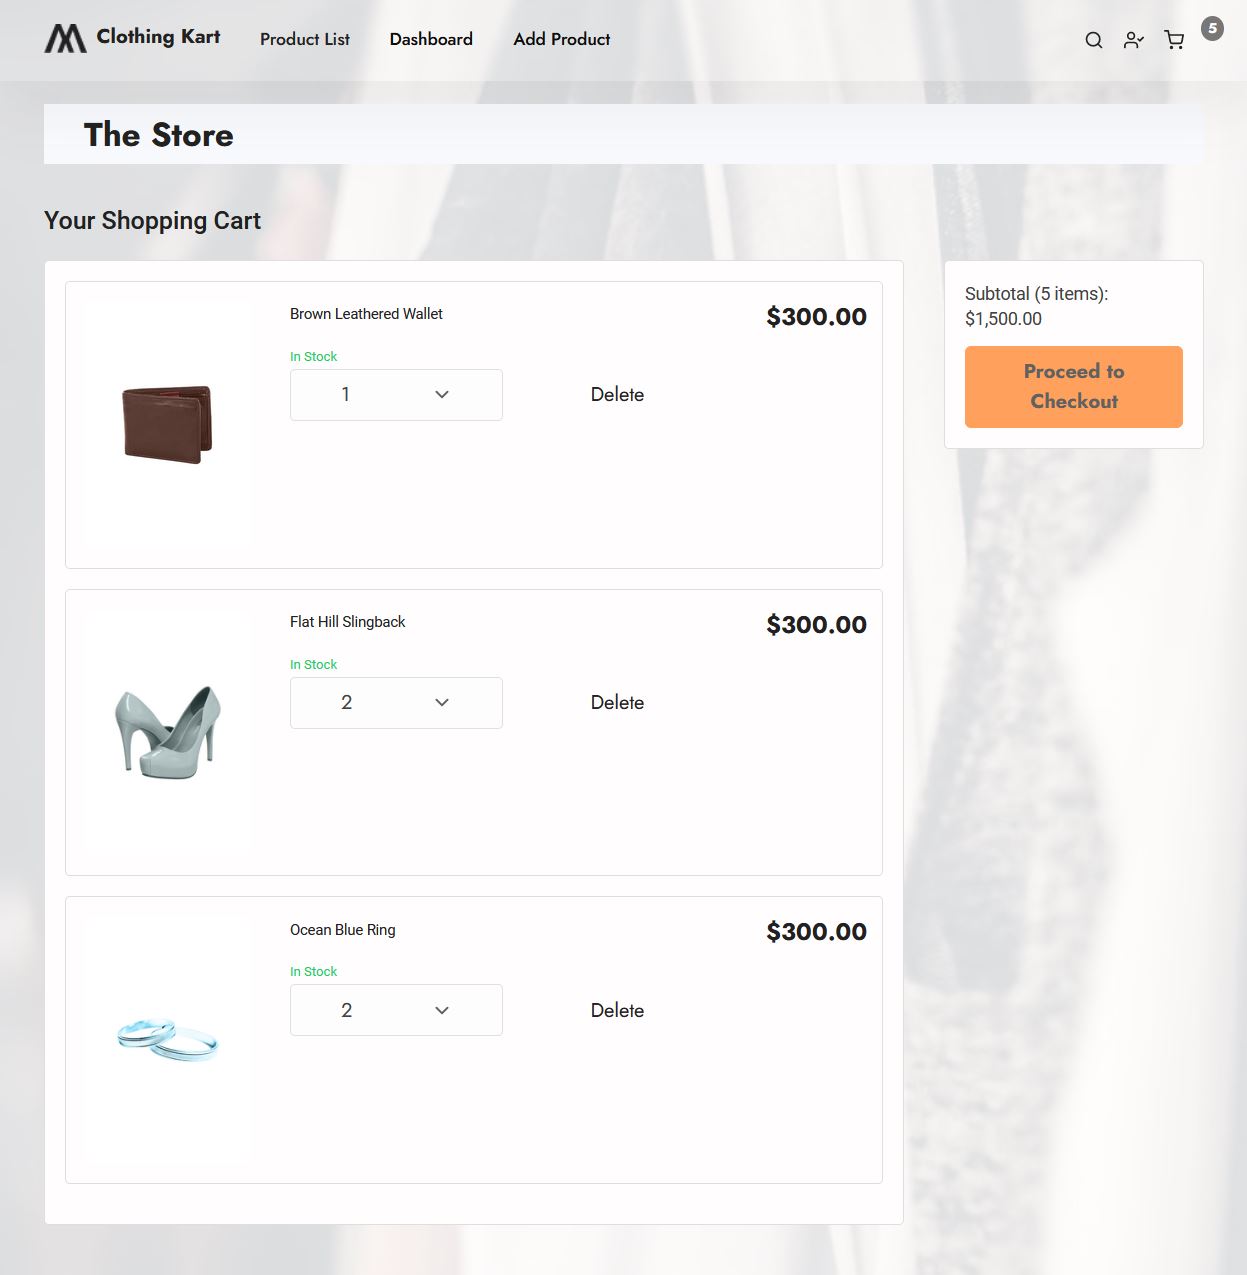 Clothing Kart Product List Dashboard Add Product 5
The Store
Your Shopping Cart
Brown Leathered Wallet $300.00
In Stock
1 Delete
Flat Hill Slingback $300.00
In Stock
2 Delete
Ocean Blue Ring $300.00
In Stock
2 Delete
Subtotal (5 items):
$1,500.00
Proceed to
Checkout